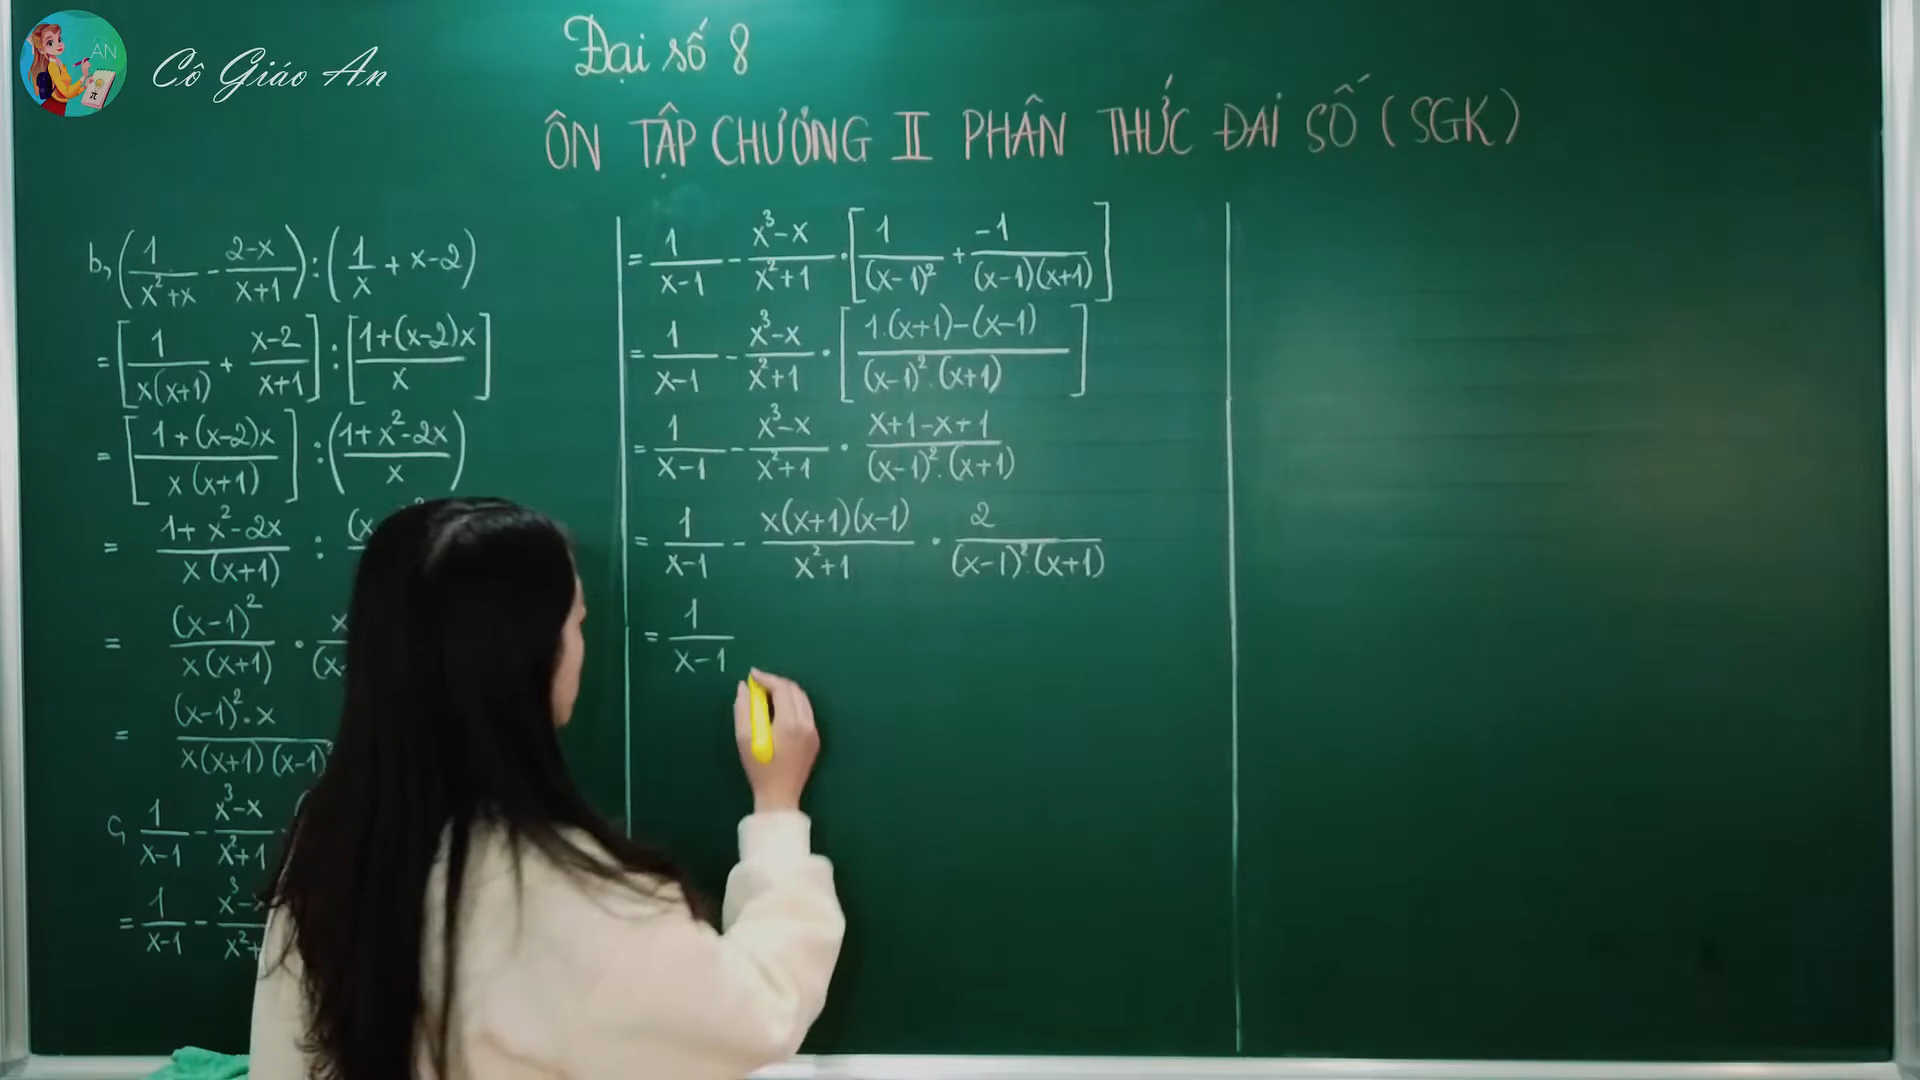 AN
Cô Giáo An
Đại số 8
ÔN TẬP CHƯƠNG II PHÂN THỨC ĐẠI SỐ (SGK)
b, (1/(x²+x) - (2-x)/(x+1)) : (1/x + x-2)
= [1/(x(x+1)) + (x-2)/(x+1)] : [(1+(x-2)x)/x]
= [(1+(x-2)x)/(x(x+1))] : ((1+x²-2x)/x)
= (1+x²-2x)/(x(x+1)) :
= (x-1)²/(x(x+1)) ·
= (x-1)²·x/(x(x+1)(x-1)
c, 1/(x-1) - (x³-x)/(x²+1)
= 1/(x-1) -
= 1/(x-1) - (x³-x)/(x²+1) · [1/(x-1)² + -1/((x-1)(x+1))]
= 1/(x-1) - (x³-x)/(x²+1) · [(1.(x+1)-(x-1))/((x-1)².(x+1))]
= 1/(x-1) - (x³-x)/(x²+1) · (x+1-x+1)/((x-1)².(x+1))
= 1/(x-1) - x(x+1)(x-1)/(x²+1) · 2/((x-1)².(x+1))
= 1/(x-1)